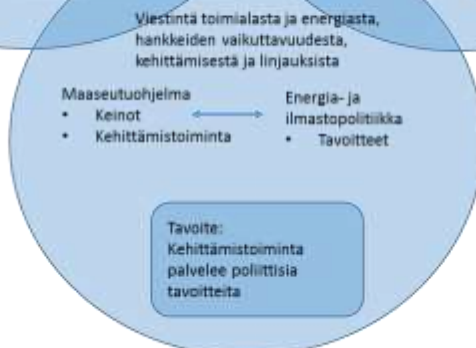 Viestintä toimialasta ja energiasta,
hankkeiden vaikuttavuudesta,
kehittämisestä ja linjauksista
Maaseutuohjelma
• Keinot
• Kehittämistoiminta
Energia- ja
ilmastopolitiikka
• Tavoitteet
Tavoite:
Kehittämistoiminta
palvelee poliittisia
tavoitteita